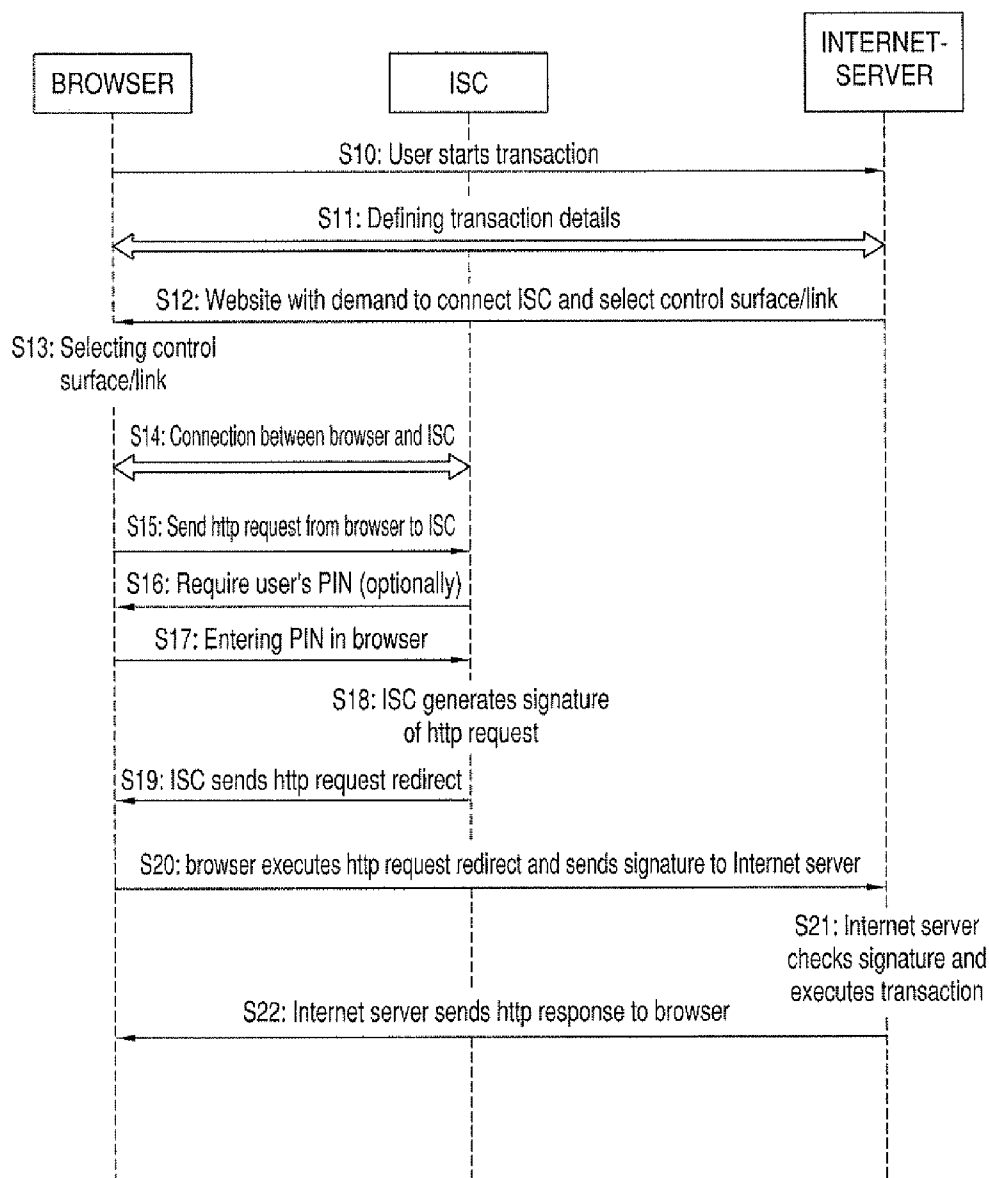 BROWSER
ISC
INTERNET-
SERVER
S10: User starts transaction
S11: Defining transaction details
S12: Website with demand to connect ISC and select control surface/link
S13: Selecting control
surface/link
S14: Connection between browser and ISC
S15: Send http request from browser to ISC
S16: Require user's PIN (optionally)
S17: Entering PIN in browser
S18: ISC generates signature
of http request
S19: ISC sends http request redirect
S20: browser executes http request redirect and sends signature to Internet server
S21: Internet server
checks signature and
executes transaction
S22: Internet server sends http response to browser